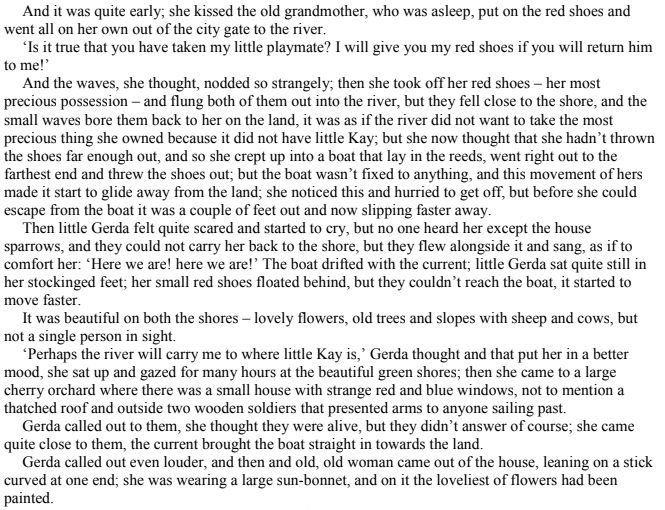 And it was quite early; she kissed the old grandmother, who was asleep, put on the red shoes and
went all on her own out of the city gate to the river.
‘Is it true that you have taken my little playmate? I will give you my red shoes if you will return him
to me!’
And the waves, she thought, nodded so strangely; then she took off her red shoes – her most
precious possession – and flung both of them out into the river, but they fell close to the shore, and the
small waves bore them back to her on the land, it was as if the river did not want to take the most
precious thing she owned because it did not have little Kay; but she now thought that she hadn’t thrown
the shoes far enough out, and so she crept up into a boat that lay in the reeds, went right out to the
farthest end and threw the shoes out; but the boat wasn’t fixed to anything, and this movement of hers
made it start to glide away from the land; she noticed this and hurried to get off, but before she could
escape from the boat it was a couple of feet out and now slipping faster away.
Then little Gerda felt quite scared and started to cry, but no one heard her except the house
sparrows, and they could not carry her back to the shore, but they flew alongside it and sang, as if to
comfort her: ‘Here we are! here we are!’ The boat drifted with the current; little Gerda sat quite still in
her stockinged feet; her small red shoes floated behind, but they couldn’t reach the boat, it started to
move faster.
It was beautiful on both the shores – lovely flowers, old trees and slopes with sheep and cows, but
not a single person in sight.
‘Perhaps the river will carry me to where little Kay is,’ Gerda thought and that put her in a better
mood, she sat up and gazed for many hours at the beautiful green shores; then she came to a large
cherry orchard where there was a small house with strange red and blue windows, not to mention a
thatched roof and outside two wooden soldiers that presented arms to anyone sailing past.
Gerda called out to them, she thought they were alive, but they didn’t answer of course; she came
quite close to them, the current brought the boat straight in towards the land.
Gerda called out even louder, and then and old, old woman came out of the house, leaning on a stick
curved at one end; she was wearing a large sun-bonnet, and on it the loveliest of flowers had been
painted.